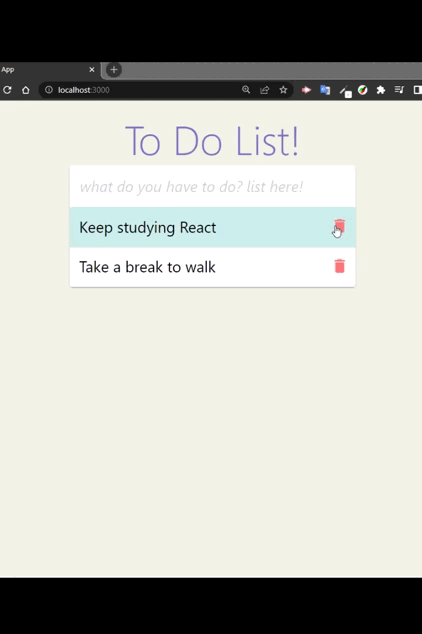 App
localhost:3000
To Do List!
what do you have to do? list here!
Keep studying React
Take a break to walk